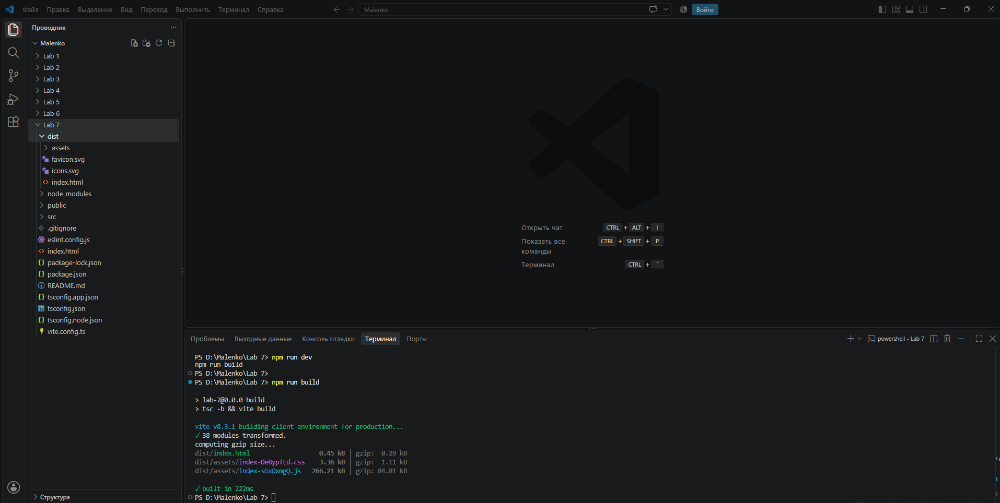 Файл Правка Выделение Вид Переход Выполнить Терминал Справка Malenko Войти
Проводник
Malenko
Lab 1
Lab 2
Lab 3
Lab 4
Lab 5
Lab 6
Lab 7
dist
assets
favicon.svg
icons.svg
index.html
node_modules
public
src
.gitignore
eslint.config.js
index.html
package-lock.json
package.json
README.md
tsconfig.app.json
tsconfig.json
tsconfig.node.json
vite.config.ts
Структура
Открыть чат CTRL + ALT + I
Показать все команды CTRL + SHIFT + P
Терминал CTRL + `
Проблемы Выходные данные Консоль отладки Терминал Порты powershell - Lab 7
PS D:\Malenko\Lab 7> npm run dev
npm run build
PS D:\Malenko\Lab 7>
PS D:\Malenko\Lab 7> npm run build
> lab-7@0.0.0 build
> tsc -b && vite build
vite v8.3.1 building client environment for production...
✓ 38 modules transformed.
computing gzip size...
dist/index.html 0.45 kB │ gzip: 0.29 kB
dist/assets/index-De8ypTLd.css 3.36 kB │ gzip: 1.11 kB
dist/assets/index-sGxOxmgQ.js 266.21 kB │ gzip: 84.81 kB
✓ built in 222ms
PS D:\Malenko\Lab 7>